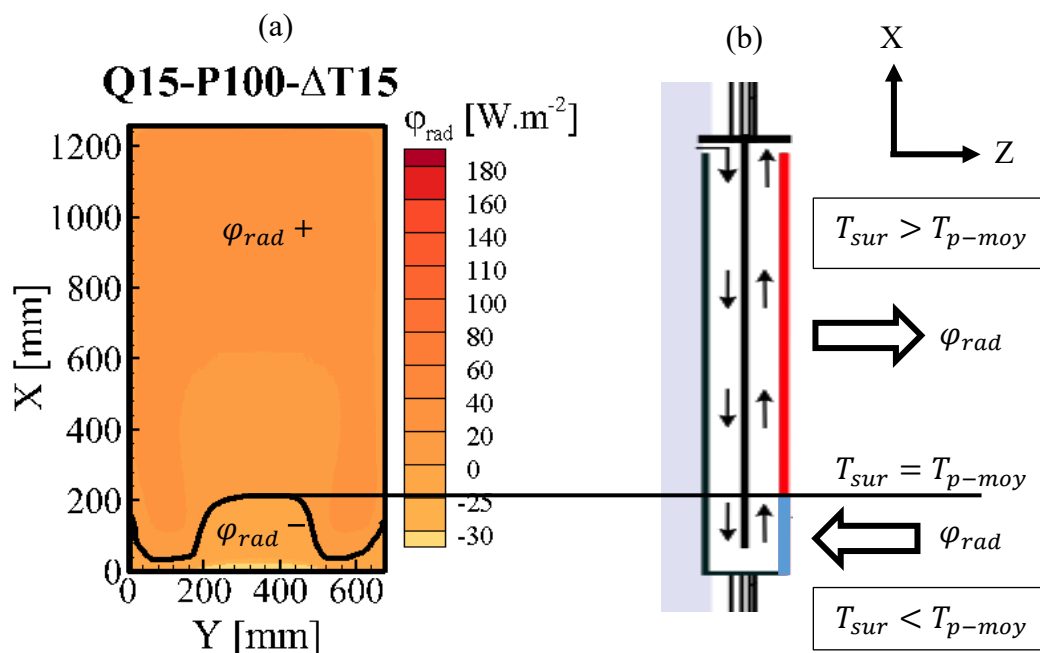 (a)
Q15-P100-ΔT15
φrad [W.m-2]
180
160
140
110
100
80
60
40
20
0
-25
-30
1200
1000
800
600
400
200
0
X [mm]
φrad +
φrad −
0 200 400 600
Y [mm]
(b)
X
Z
Tsur > Tp−moy
φrad
Tsur = Tp−moy
φrad
Tsur < Tp−moy